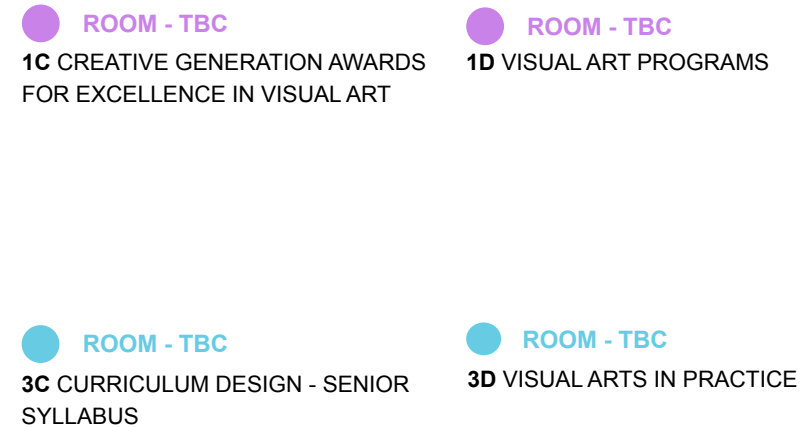 ROOM - TBC
1C CREATIVE GENERATION AWARDS
FOR EXCELLENCE IN VISUAL ART
ROOM - TBC
1D VISUAL ART PROGRAMS
ROOM - TBC
3C CURRICULUM DESIGN - SENIOR
SYLLABUS
ROOM - TBC
3D VISUAL ARTS IN PRACTICE